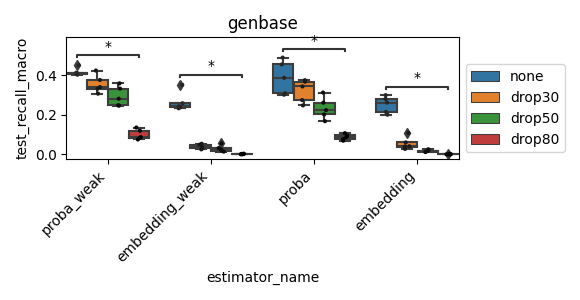 genbase
test_recall_macro
0.4
0.2
0.0
*
*
*
*
none
drop30
drop50
drop80
proba_weak
embedding_weak
proba
embedding
estimator_name